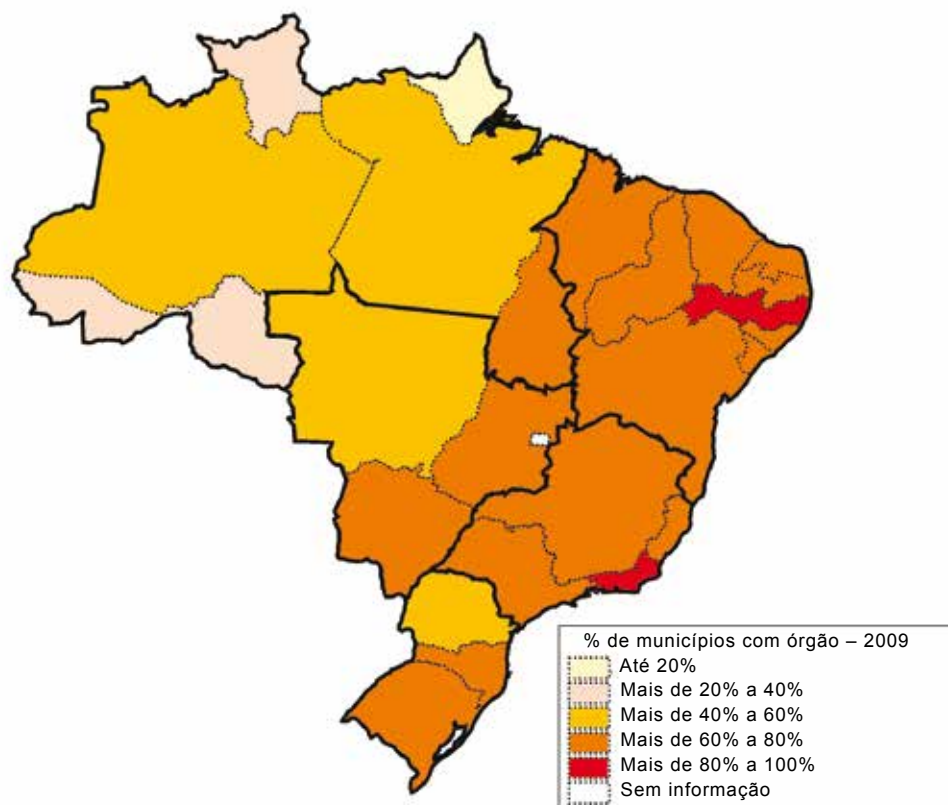 % de municípios com órgão – 2009
Até 20%
Mais de 20% a 40%
Mais de 40% a 60%
Mais de 60% a 80%
Mais de 80% a 100%
Sem informação